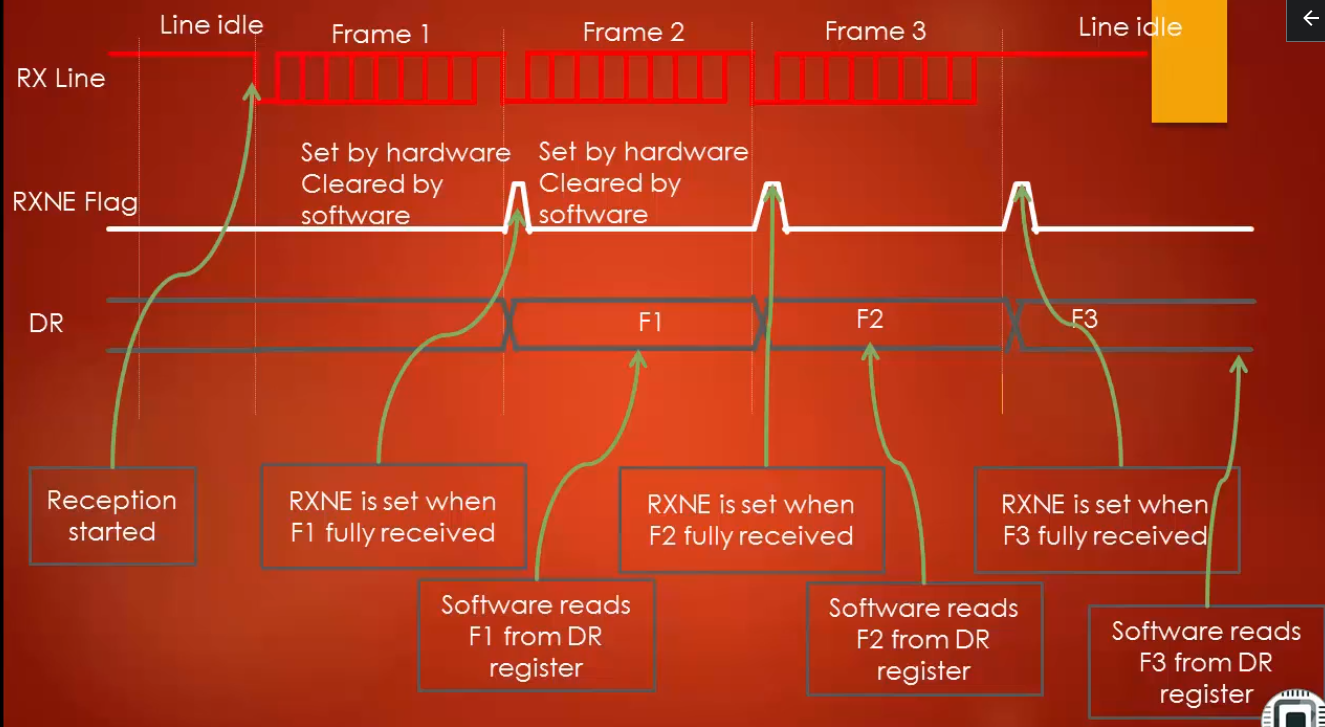 Line idle
Frame 1
Frame 2
Frame 3
Line idle
RX Line
Set by hardware
Cleared by
software
Set by hardware
Cleared by
software
RXNE Flag
DR
F1
F2
F3
Reception
started
RXNE is set when
F1 fully received
RXNE is set when
F2 fully received
RXNE is set when
F3 fully received
Software reads
F1 from DR
register
Software reads
F2 from DR
register
Software reads
F3 from DR
register